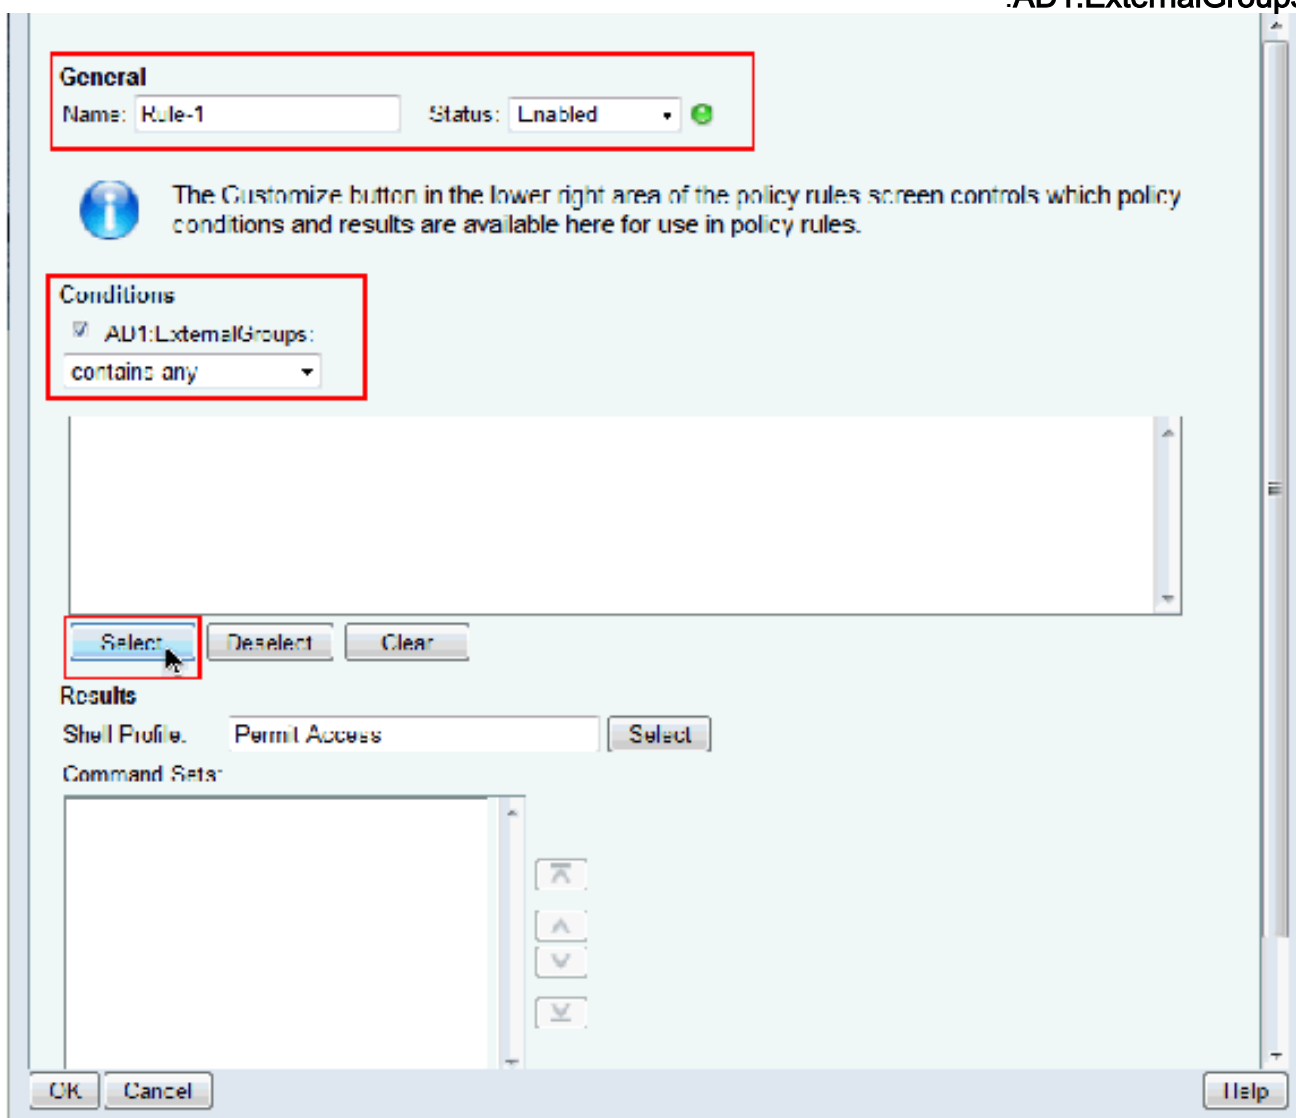 :AD1:ExternalGroups
General
Name: Rule-1 Status: Enabled
The Customize button in the lower right area of the policy rules screen controls which policy
conditions and results are available here for use in policy rules.
Conditions
AD1:ExternalGroups:
contains any
Select Deselect Clear
Results
Shell Profile: Permit Access Select
Command Sets:
OK Cancel Help